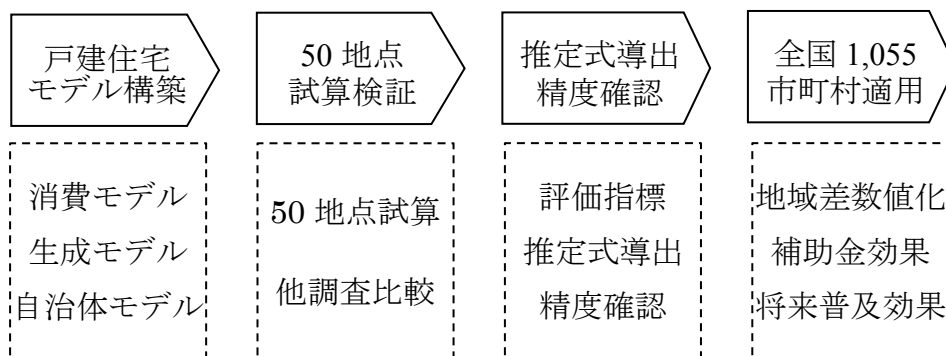 戸建住宅
モデル構築
50 地点
試算検証
推定式導出
精度確認
全国 1,055
市町村適用
消費モデル
生成モデル
自治体モデル
50 地点試算
他調査比較
評価指標
推定式導出
精度確認
地域差数値化
補助金効果
将来普及効果